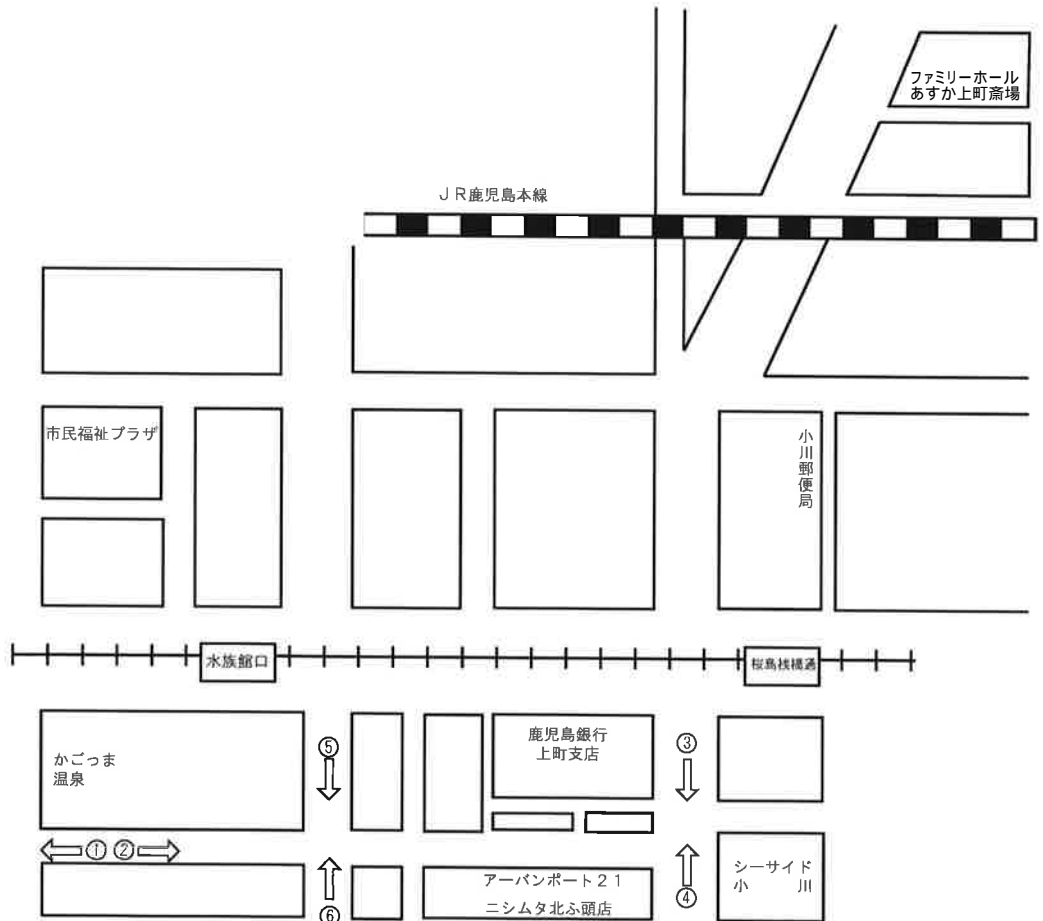 ファミリーホール
あすか上町斎場
JR鹿児島本線
市民福祉プラザ
小川郵便局
水族館口
桜島桟橋通
かごっま
温泉
⑤
鹿児島銀行
上町支店
③
① ②
⑥
アーバンポート21
ニシムタ北ふ頭店
④
シーサイド
小 川